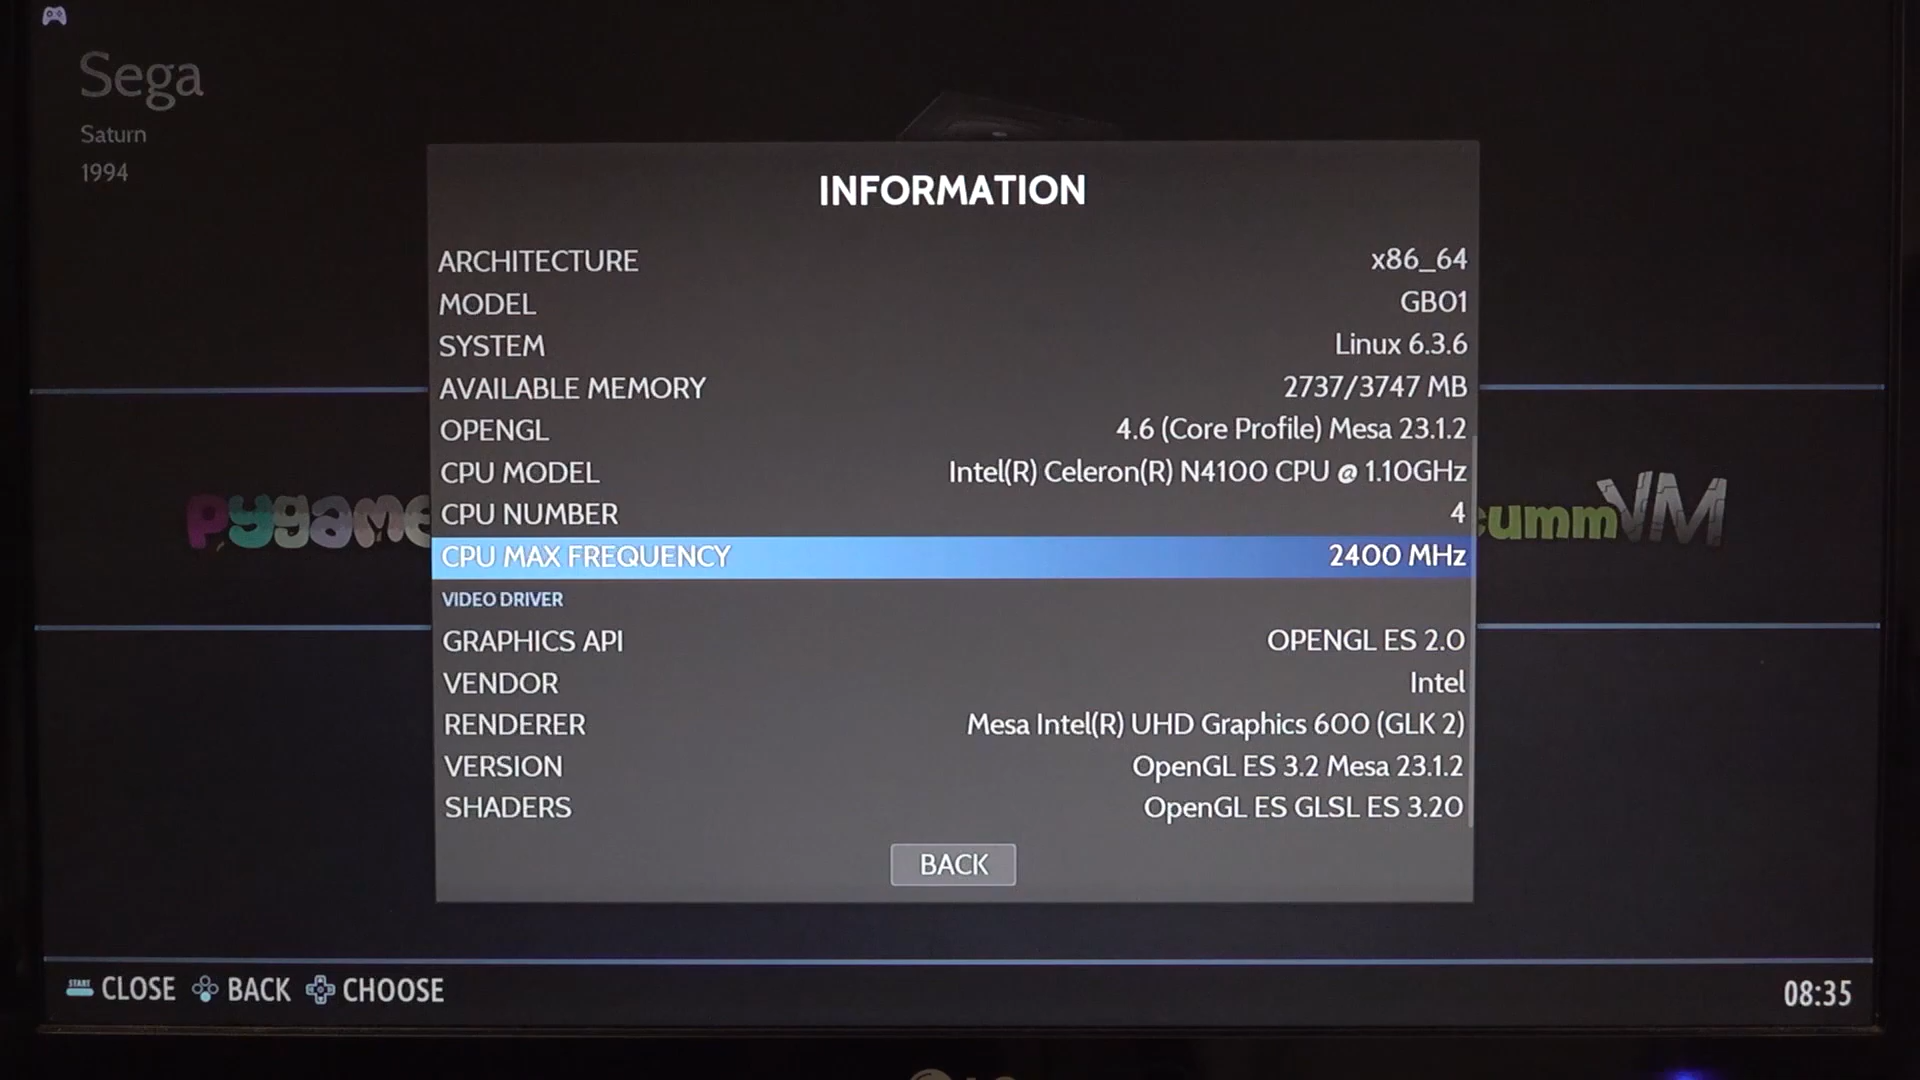 Sega
Saturn
1994
INFORMATION
ARCHITECTURE x86_64
MODEL GB01
SYSTEM Linux 6.3.6
AVAILABLE MEMORY 2737/3747 MB
OPENGL 4.6 (Core Profile) Mesa 23.1.2
CPU MODEL Intel(R) Celeron(R) N4100 CPU @ 1.10GHz
CPU NUMBER 4
CPU MAX FREQUENCY 2400 MHz
VIDEO DRIVER
GRAPHICS API OPENGL ES 2.0
VENDOR Intel
RENDERER Mesa Intel(R) UHD Graphics 600 (GLK 2)
VERSION OpenGL ES 3.2 Mesa 23.1.2
SHADERS OpenGL ES GLSL ES 3.20
BACK
pygame
cummVM
START CLOSE BACK CHOOSE
08:35